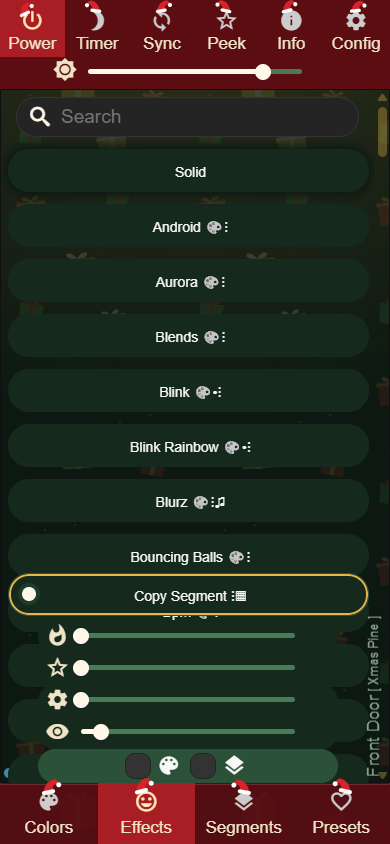 Power Timer Sync Peek Info Config
Search
Solid
Android
Aurora
Blends
Blink
Blink Rainbow
Blurz
Bouncing Balls
Copy Segment
Front Door [ Xmas Pine ]
Colors Effects Segments Presets